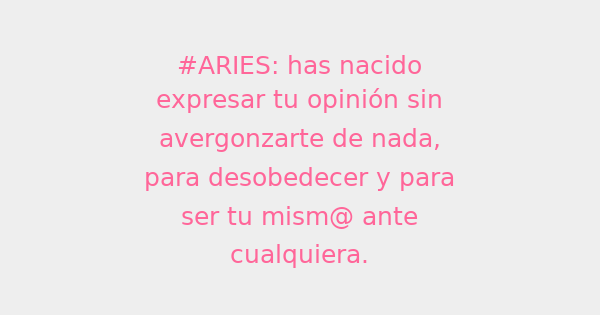 #ARIES: has nacido
expresar tu opinión sin
avergonzarte de nada,
para desobedecer y para
ser tu mism@ ante
cualquiera.